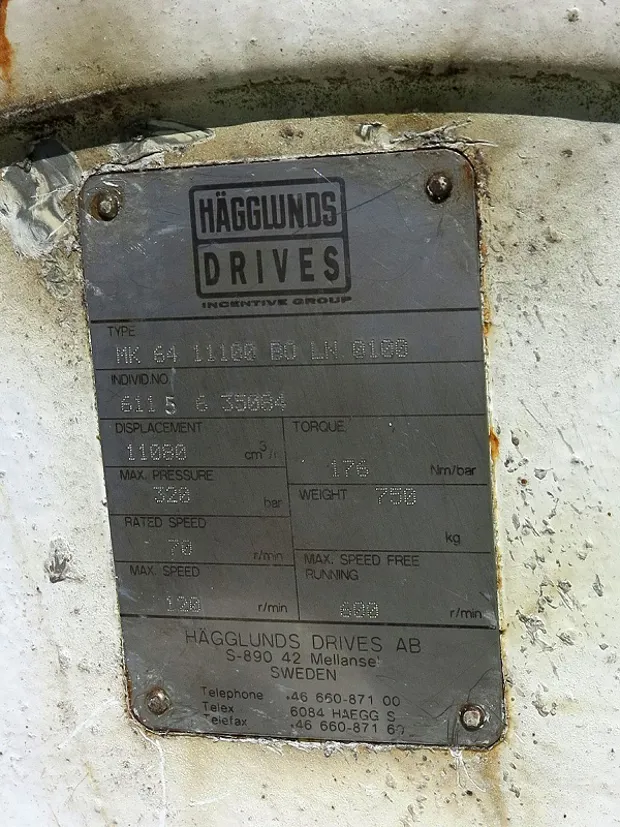 HÄGGLUNDS
DRIVES
INCENTIVE GROUP
TYPE
MK 64 11100 BO LN 0100
INDIVID.NO
611 5 6 35084
DISPLACEMENT
11080 cm³/r
TORQUE
176 Nm/bar
MAX. PRESSURE
320 bar
WEIGHT 750
kg
RATED SPEED
70 r/min
MAX. SPEED
120 r/min
MAX. SPEED FREE
RUNNING
600 r/min
HÄGGLUNDS DRIVES AB
S-890 42 Mellansel
SWEDEN
Telephone +46 660-871 00
Telex 6084 HAEGG S
Telefax +46 660-871 60